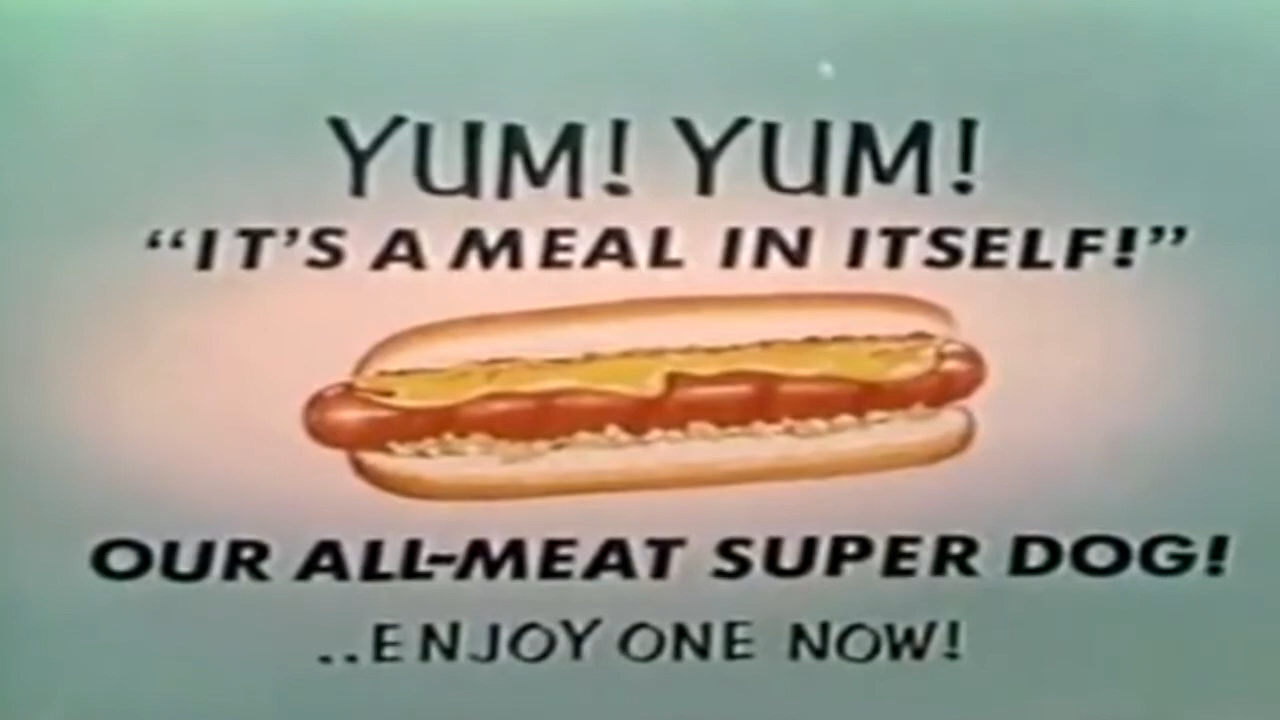 YUM! YUM!
“IT’S A MEAL IN ITSELF!”
OUR ALL-MEAT SUPER DOG!
..ENJOY ONE NOW!